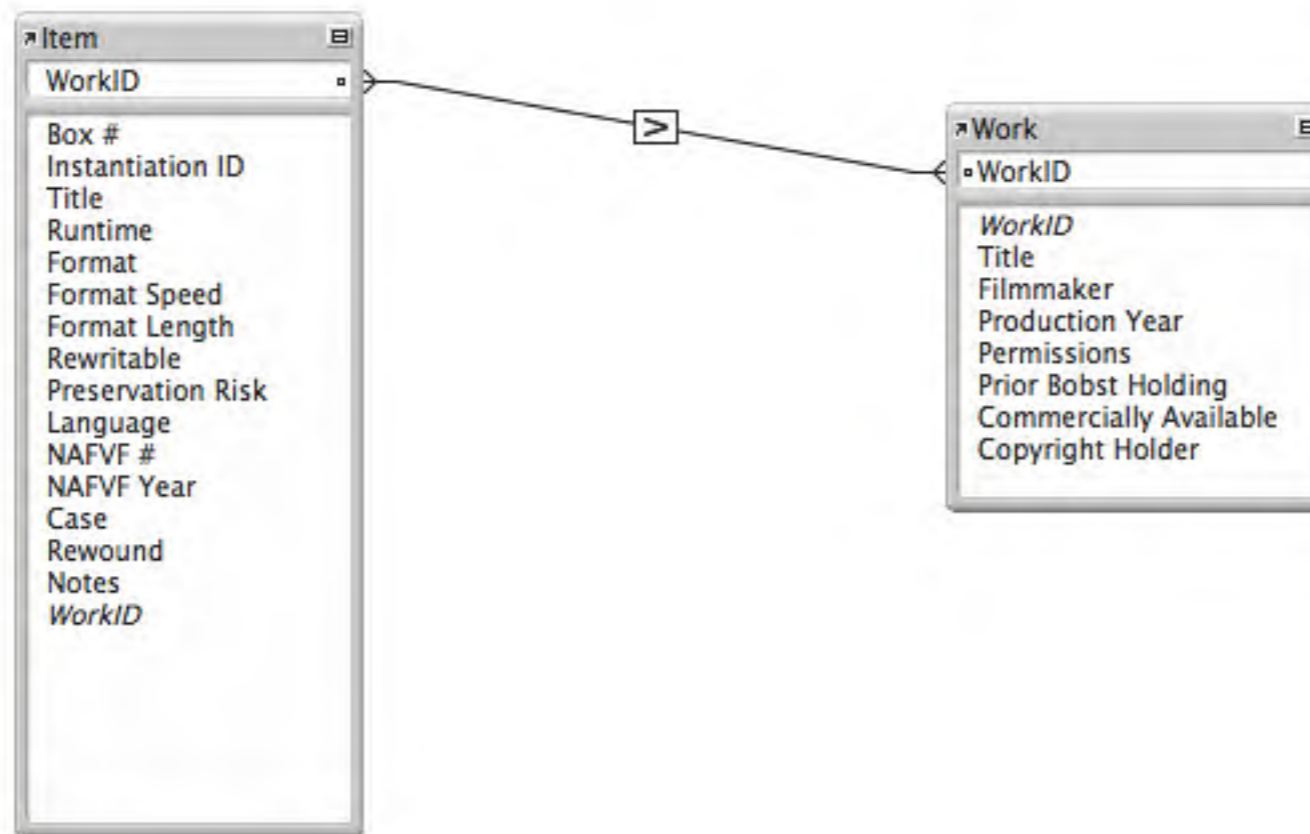 Item
WorkID
Box #
Instantiation ID
Title
Runtime
Format
Format Speed
Format Length
Rewritable
Preservation Risk
Language
NAFVF #
NAFVF Year
Case
Rewound
Notes
WorkID
>
Work
WorkID
WorkID
Title
Filmmaker
Production Year
Permissions
Prior Bobst Holding
Commercially Available
Copyright Holder